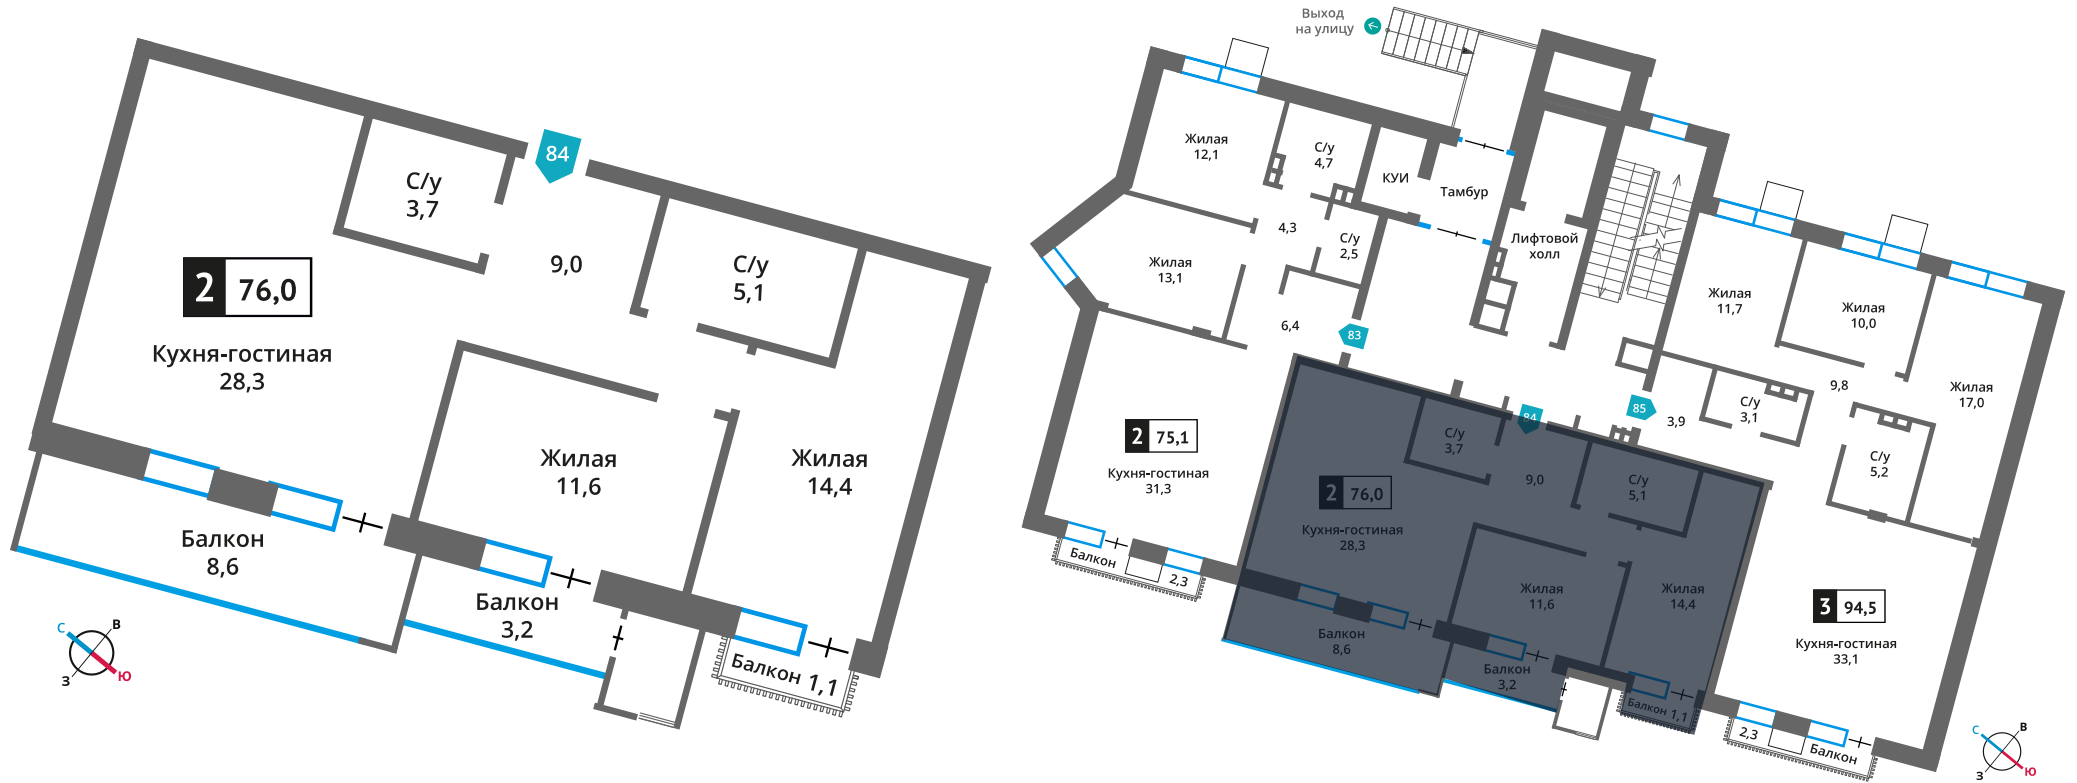 84
С/у
3,7
9,0
С/у
5,1
2 76,0
Кухня-гостиная
28,3
Жилая
11,6
Жилая
14,4
Балкон
8,6
Балкон
3,2
Балкон 1,1
С
В
З
Ю
Выход
на улицу
Жилая
12,1
С/у
4,7
КУИ
Тамбур
4,3
С/у
2,5
Лифтовой
холл
Жилая
13,1
6,4
83
Жилая
11,7
Жилая
10,0
9,8
Жилая
17,0
85
3,9
С/у
3,1
С/у
5,2
2 75,1
Кухня-гостиная
31,3
Балкон
2,3
84
С/у
3,7
9,0
С/у
5,1
2 76,0
Кухня-гостиная
28,3
Жилая
11,6
Жилая
14,4
Балкон
8,6
Балкон
3,2
Балкон 1,1
3 94,5
Кухня-гостиная
33,1
2,3
Балкон
С
В
З
Ю